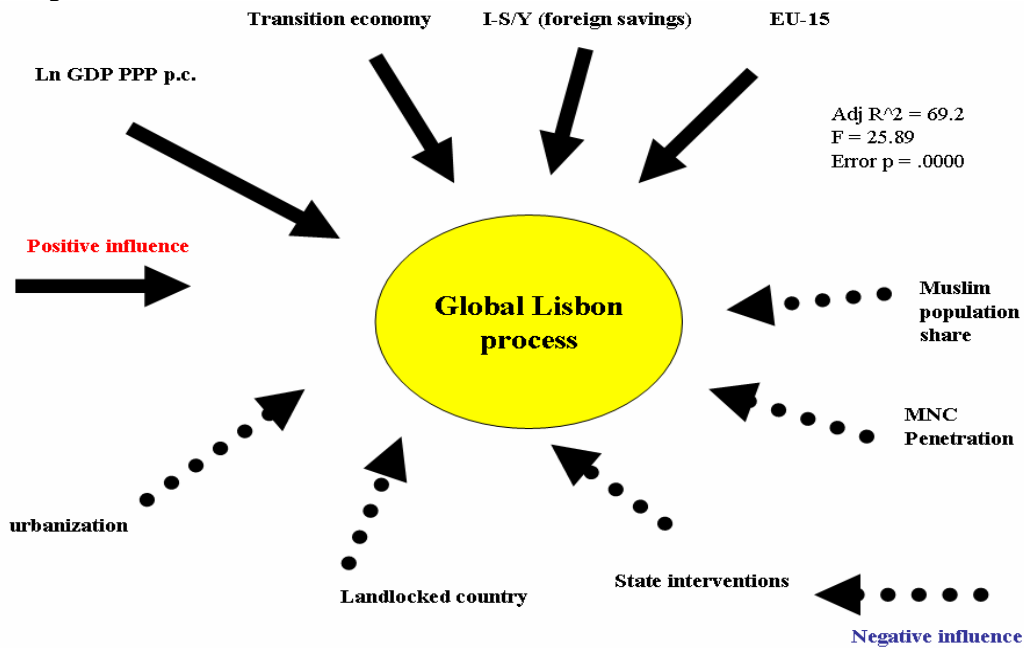 Transition economy
I-S/Y (foreign savings)
EU-15
Ln GDP PPP p.c.
Adj R^2 = 69.2
F = 25.89
Error p = .0000
Positive influence
Global Lisbon
process
Muslim
population
share
MNC
Penetration
urbanization
Landlocked country
State interventions
Negative influence